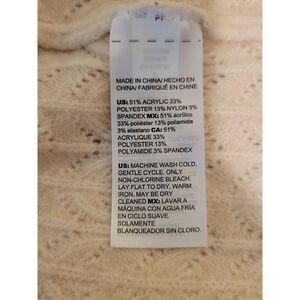 MADE IN CHINA/ HECHO EN
CHINA/ FABRIQUÉ EN CHINE
US: 51% ACRYLIC 33%
POLYESTER 13% NYLON 3%
SPANDEX MX: 51% acrílico
33% poliéster 13% poliamida
3% elastano CA: 51%
ACRYLIQUE 33%
POLYESTER 13%
POLYAMIDE 3% SPANDEX
US: MACHINE WASH COLD,
GENTLE CYCLE. ONLY
NON-CHLORINE BLEACH.
LAY FLAT TO DRY. WARM
IRON. MAY BE DRY
CLEANED MX: LAVAR A
MÁQUINA CON AGUA FRÍA
EN CICLO SUAVE.
SOLAMENTE
BLANQUEADOR SIN CLORO.